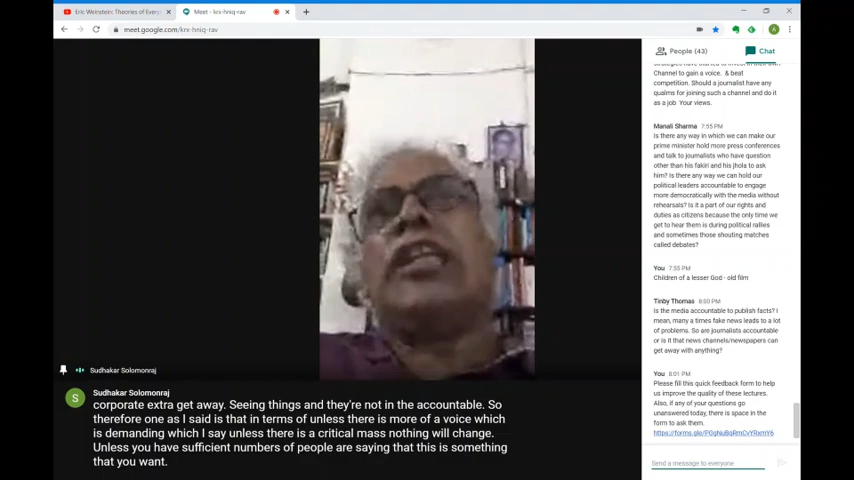 Eric Weinstein: Theories of Every
Meet - krx-hniq-rav
meet.google.com/krx-hniq-rav
People (43)
Chat
Channel to gain a voice. & beat
competition. Should a journalist have any
qualms for joining such a channel and do it
as a job Your views.
Manali Sharma 7:55 PM
Is there any way in which we can make our
prime minister hold more press conferences
and talk to journalists who have question
other than his fakiri and his jhola to ask
him? Is there any way we can hold our
political leaders accountable to engage
more democratically with the media without
rehearsals? Is it a part of our rights and
duties as citizens because the only time we
get to hear them is during political rallies
and sometimes those shouting matches
called debates?
You 7:55 PM
Children of a lesser God - old film
Tinby Thomas 8:00 PM
Is the media accountable to publish facts? I
mean, many a times fake news leads to a lot
of problems. So are journalists accountable
or is it that news channels/newspapers can
get away with anything?
You 8:01 PM
Please fill this quick feedback form to help
us improve the quality of these lectures.
Also, if any of your questions go
unanswered today, there is space in the
form to ask them.
https://forms.gle/PGgNuBqRmCvYRxmY6
Send a message to everyone
Sudhakar Solomonraj
S
Sudhakar Solomonraj
corporate extra get away. Seeing things and they're not in the accountable. So
therefore one as I said is that in terms of unless there is more of a voice which
is demanding which I say unless there is a critical mass nothing will change.
Unless you have sufficient numbers of people are saying that this is something
that you want.